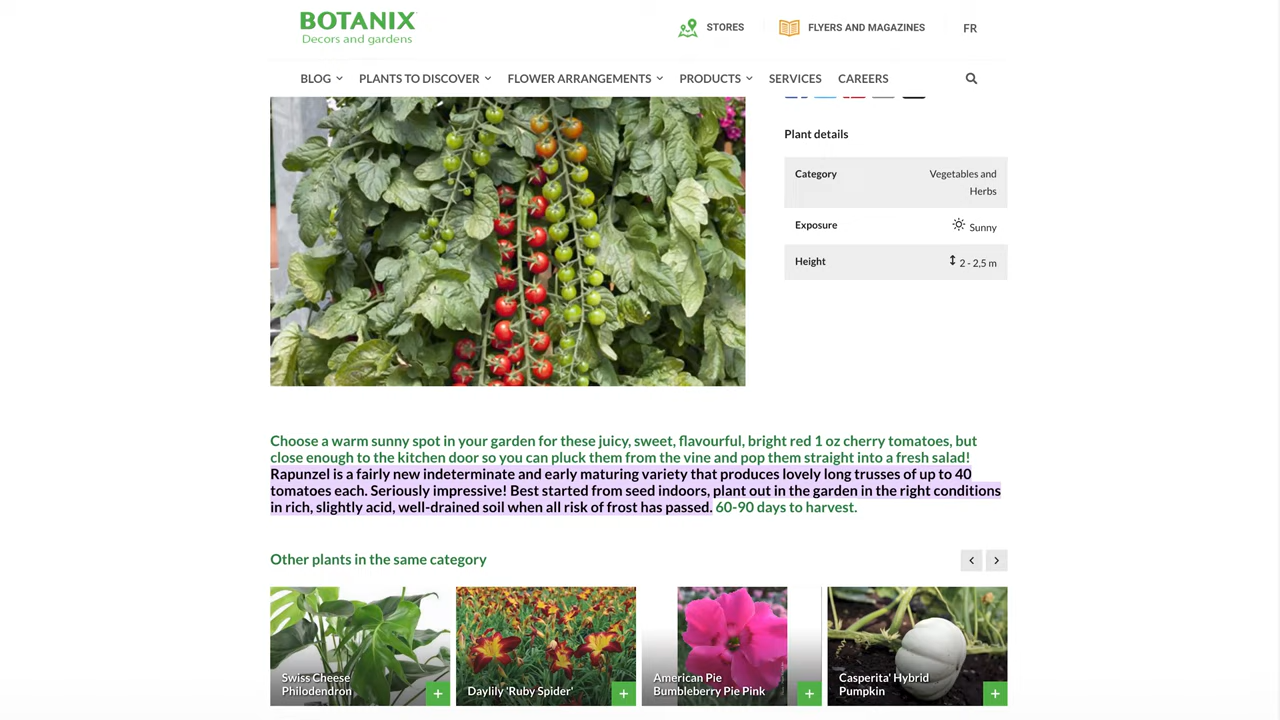 BOTANIX
Decors and gardens
STORES
FLYERS AND MAGAZINES
FR
BLOG
PLANTS TO DISCOVER
FLOWER ARRANGEMENTS
PRODUCTS
SERVICES
CAREERS
Plant details
Category
Vegetables and
Herbs
Exposure
Sunny
Height
2 - 2,5 m
Choose a warm sunny spot in your garden for these juicy, sweet, flavourful, bright red 1 oz cherry tomatoes, but
close enough to the kitchen door so you can pluck them from the vine and pop them straight into a fresh salad!
Rapunzel is a fairly new indeterminate and early maturing variety that produces lovely long trusses of up to 40
tomatoes each. Seriously impressive! Best started from seed indoors, plant out in the garden in the right conditions
in rich, slightly acid, well-drained soil when all risk of frost has passed. 60-90 days to harvest.
Other plants in the same category
Swiss Cheese
Philodendron
Daylily 'Ruby Spider'
American Pie
Bumbleberry Pie Pink
Casperita' Hybrid
Pumpkin